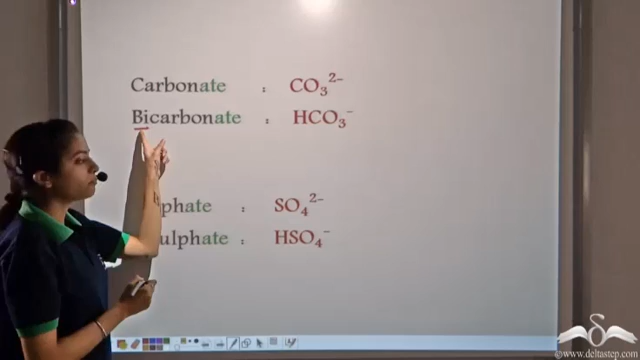 Carbonate : CO₃²⁻
Bicarbonate : HCO₃⁻
phate : SO₄²⁻
ulphate : HSO₄⁻
©www.deltastep.com